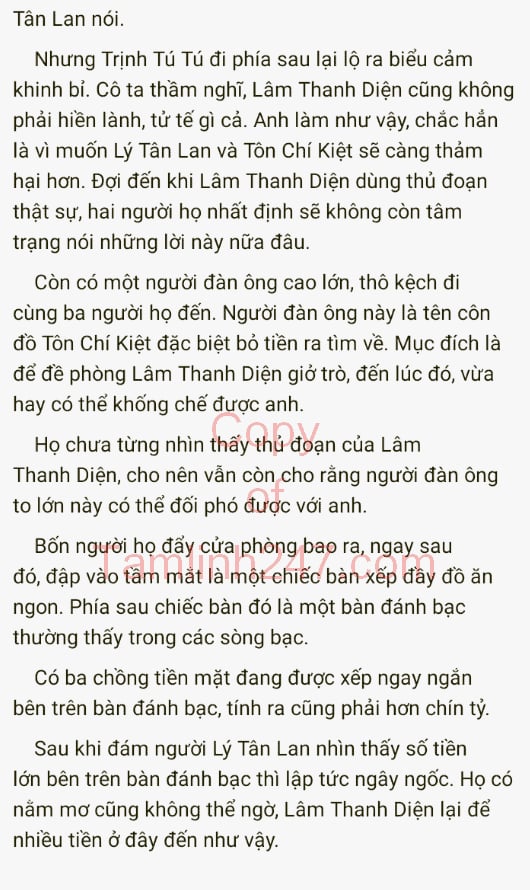 Tân Lan nói.
Nhưng Trịnh Tú Tú đi phía sau lại lộ ra biểu cảm
khinh bỉ. Cô ta thầm nghĩ, Lâm Thanh Diện cũng không
phải hiền lành, tử tế gì cả. Anh làm như vậy, chắc hẳn
là vì muốn Lý Tân Lan và Tôn Chí Kiệt sẽ càng thảm
hại hơn. Đợi đến khi Lâm Thanh Diện dùng thủ đoạn
thật sự, hai người họ nhất định sẽ không còn tâm
trạng nói những lời này nữa đâu.
Còn có một người đàn ông cao lớn, thô kệch đi
cùng ba người họ đến. Người đàn ông này là tên côn
đồ Tôn Chí Kiệt đặc biệt bỏ tiền ra tìm về. Mục đích là
để đề phòng Lâm Thanh Diện giở trò, đến lúc đó, vừa
hay có thể khống chế được anh.
Họ chưa từng nhìn thấy thủ đoạn của Lâm
Thanh Diện, cho nên vẫn còn cho rằng người đàn ông
to lớn này có thể đối phó được với anh.
Bốn người họ đẩy cửa phòng bao ra, ngay sau
đó, đập vào tầm mắt là một chiếc bàn xếp đầy đồ ăn
ngon. Phía sau chiếc bàn đó là một bàn đánh bạc
thường thấy trong các sòng bạc.
Có ba chồng tiền mặt đang được xếp ngay ngắn
bên trên bàn đánh bạc, tính ra cũng phải hơn chín tỷ.
Sau khi đám người Lý Tân Lan nhìn thấy số tiền
lớn bên trên bàn đánh bạc thì lập tức ngây ngốc. Họ có
nằm mơ cũng không thể ngờ, Lâm Thanh Diện lại để
nhiều tiền ở đây đến như vậy.
Copy
of
Tamlinh247.com